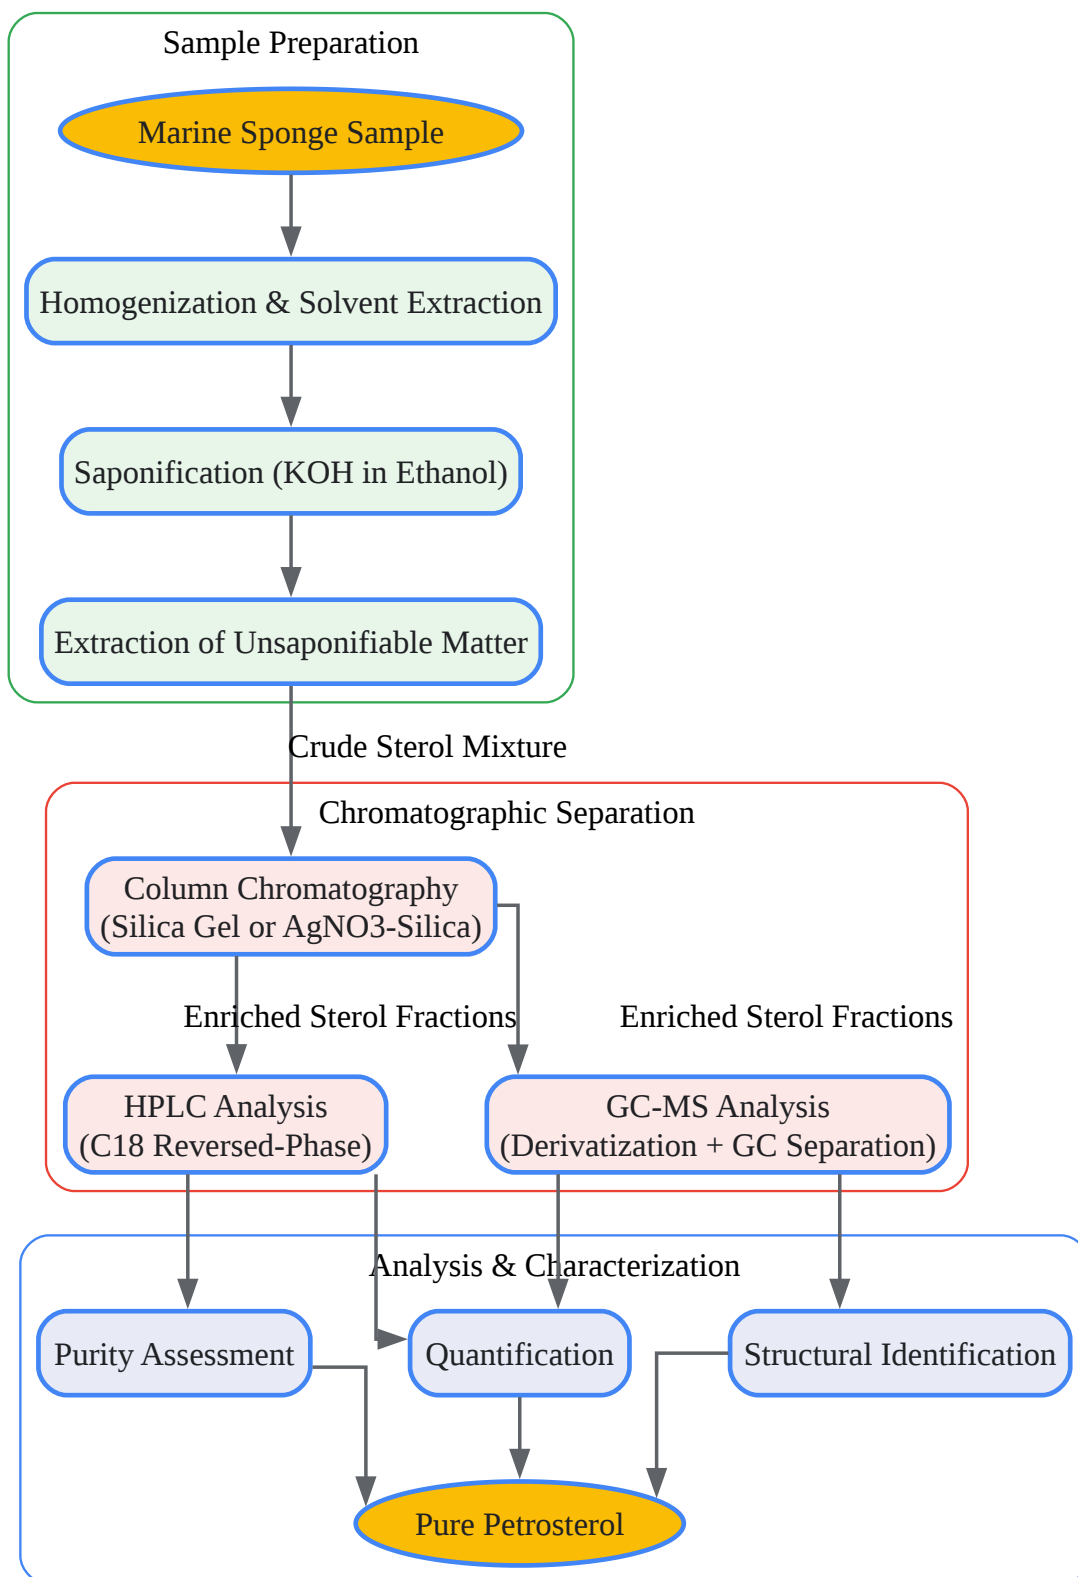 Sample Preparation
Marine Sponge Sample
Homogenization & Solvent Extraction
Saponification (KOH in Ethanol)
Extraction of Unsaponifiable Matter
Crude Sterol Mixture
Chromatographic Separation
Column Chromatography
(Silica Gel or AgNO3-Silica)
Enriched Sterol Fractions
Enriched Sterol Fractions
HPLC Analysis
(C18 Reversed-Phase)
GC-MS Analysis
(Derivatization + GC Separation)
Analysis & Characterization
Purity Assessment
Quantification
Structural Identification
Pure Petrosterol